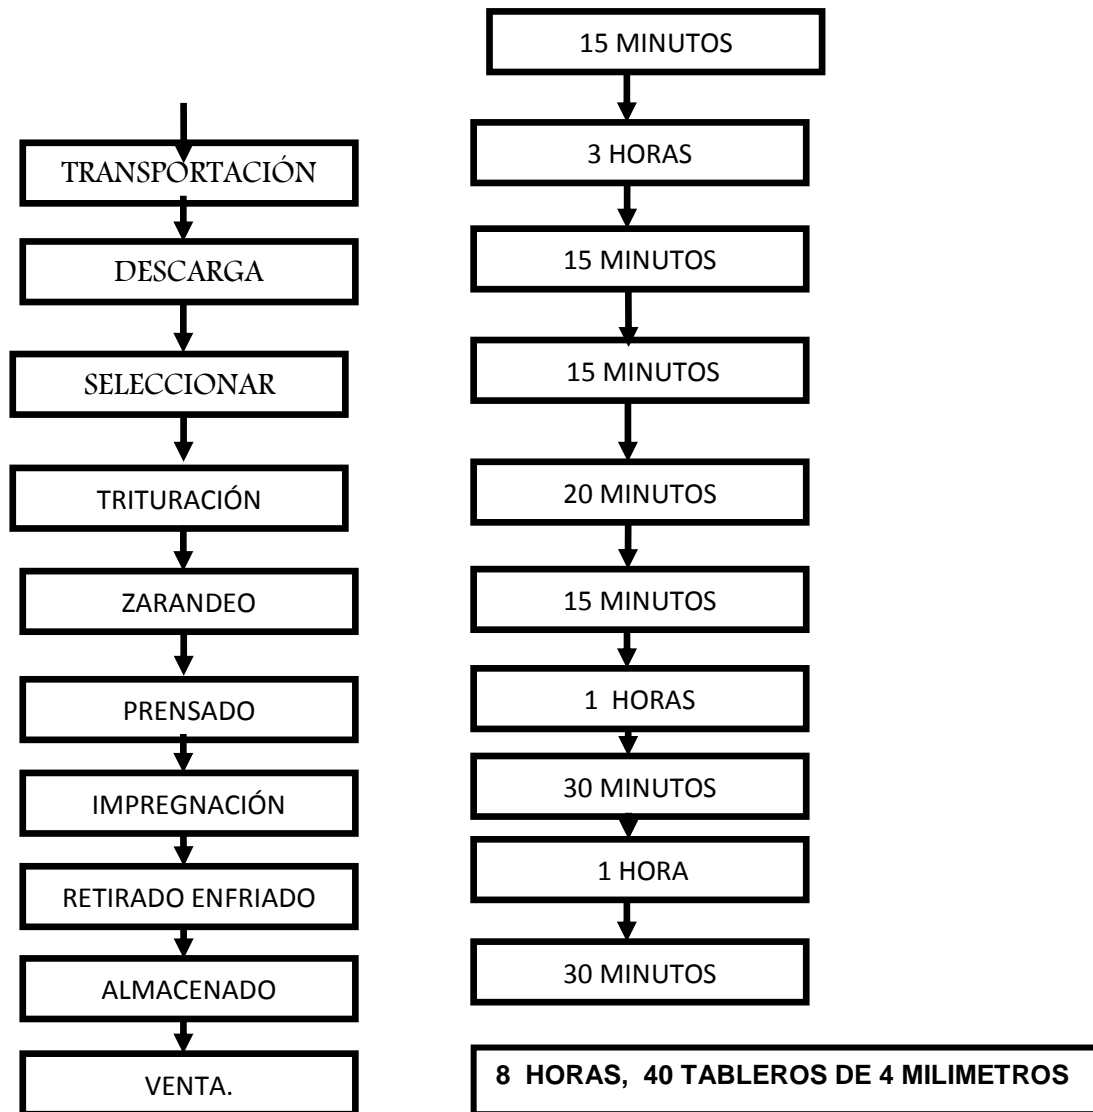 TRANSPORTACIÓN
DESCARGA
SELECCIONAR
TRITURACIÓN
ZARANDEO
PRENSADO
IMPREGNACIÓN
RETIRADO ENFRIADO
ALMACENADO
VENTA.
15 MINUTOS
3 HORAS
15 MINUTOS
15 MINUTOS
20 MINUTOS
15 MINUTOS
1 HORAS
30 MINUTOS
1 HORA
30 MINUTOS
8 HORAS, 40 TABLEROS DE 4 MILIMETROS